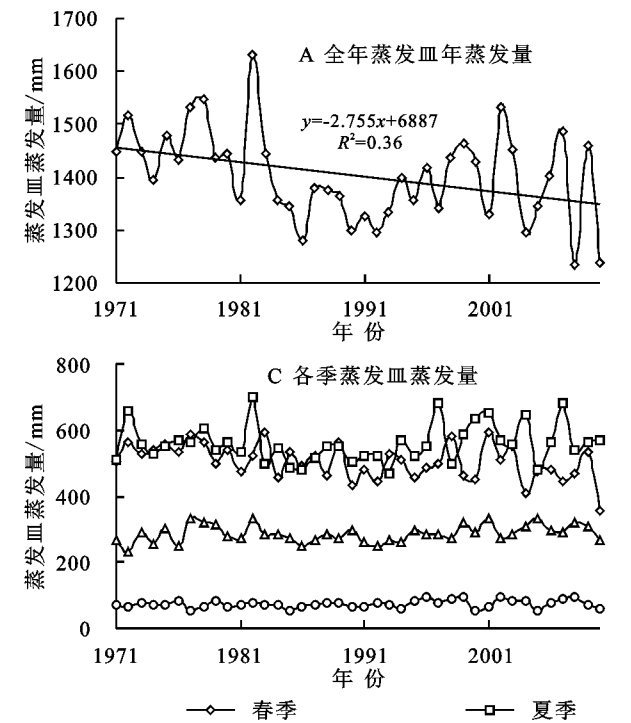 1700
A 全年蒸发皿年蒸发量
1600
1500
y=-2.755x+6887
R²=0.36
1400
1300
1200
蒸发皿蒸发量/mm
1971 1981 1991 2001
年 份
800
C 各季蒸发皿蒸发量
600
400
200
0
蒸发皿蒸发量/mm
1971 1981 1991 2001
年 份
春季 夏季